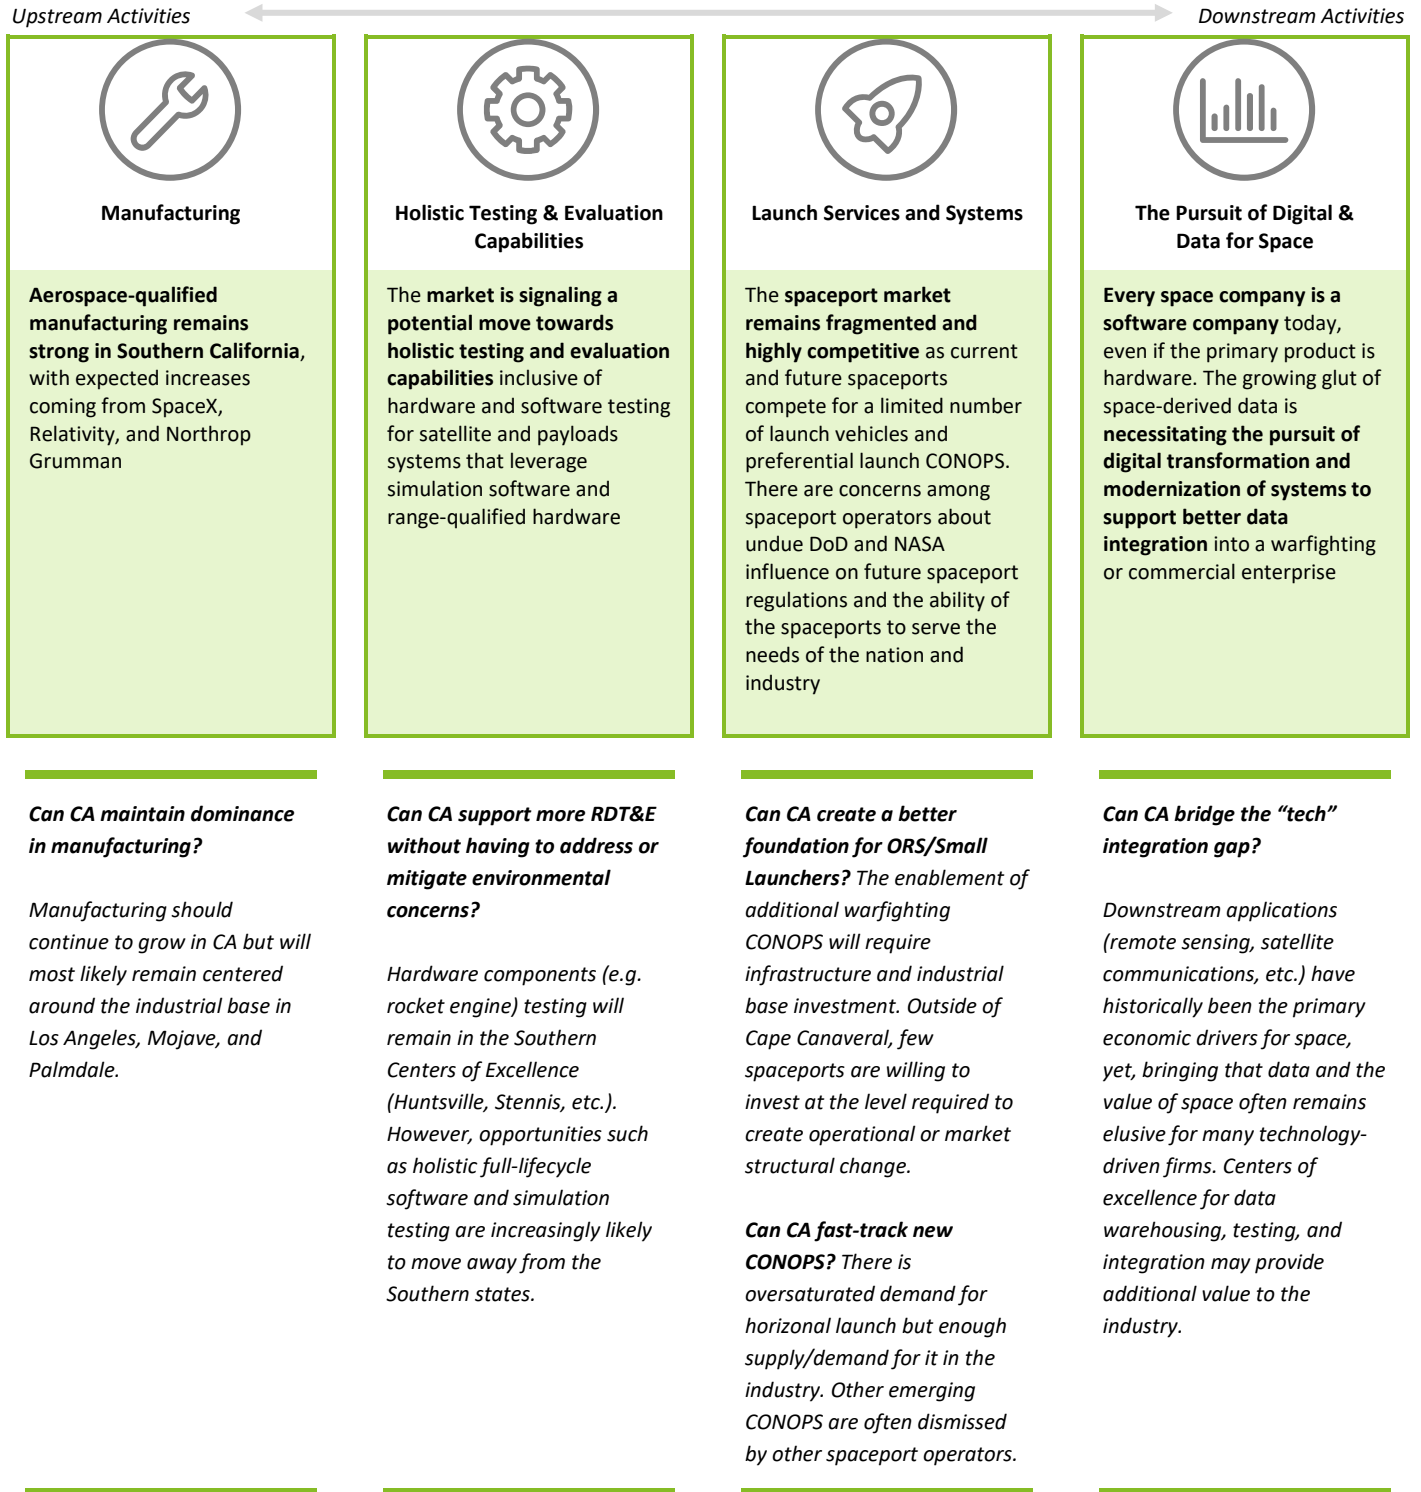 Upstream Activities
Downstream Activities
Manufacturing
Aerospace-qualified
manufacturing remains
strong in Southern California,
with expected increases
coming from SpaceX,
Relativity, and Northrop
Grumman
Can CA maintain dominance
in manufacturing?
Manufacturing should
continue to grow in CA but will
most likely remain centered
around the industrial base in
Los Angeles, Mojave, and
Palmdale.
Holistic Testing & Evaluation
Capabilities
The market is signaling a
potential move towards
holistic testing and evaluation
capabilities inclusive of
hardware and software testing
for satellite and payloads
systems that leverage
simulation software and
range-qualified hardware
Can CA support more RDT&E
without having to address or
mitigate environmental
concerns?
Hardware components (e.g.
rocket engine) testing will
remain in the Southern
Centers of Excellence
(Huntsville, Stennis, etc.).
However, opportunities such
as holistic full-lifecycle
software and simulation
testing are increasingly likely
to move away from the
Southern states.
Launch Services and Systems
The spaceport market
remains fragmented and
highly competitive as current
and future spaceports
compete for a limited number
of launch vehicles and
preferential launch CONOPS.
There are concerns among
spaceport operators about
undue DoD and NASA
influence on future spaceport
regulations and the ability of
the spaceports to serve the
needs of the nation and
industry
Can CA create a better
foundation for ORS/Small
Launchers? The enablement of
additional warfighting
CONOPS will require
infrastructure and industrial
base investment. Outside of
Cape Canaveral, few
spaceports are willing to
invest at the level required to
create operational or market
structural change.
Can CA fast-track new
CONOPS? There is
oversaturated demand for
horizonal launch but enough
supply/demand for it in the
industry. Other emerging
CONOPS are often dismissed
by other spaceport operators.
The Pursuit of Digital &
Data for Space
Every space company is a
software company today,
even if the primary product is
hardware. The growing glut of
space-derived data is
necessitating the pursuit of
digital transformation and
modernization of systems to
support better data
integration into a warfighting
or commercial enterprise
Can CA bridge the “tech”
integration gap?
Downstream applications
(remote sensing, satellite
communications, etc.) have
historically been the primary
economic drivers for space,
yet, bringing that data and the
value of space often remains
elusive for many technology-
driven firms. Centers of
excellence for data
warehousing, testing, and
integration may provide
additional value to the
industry.